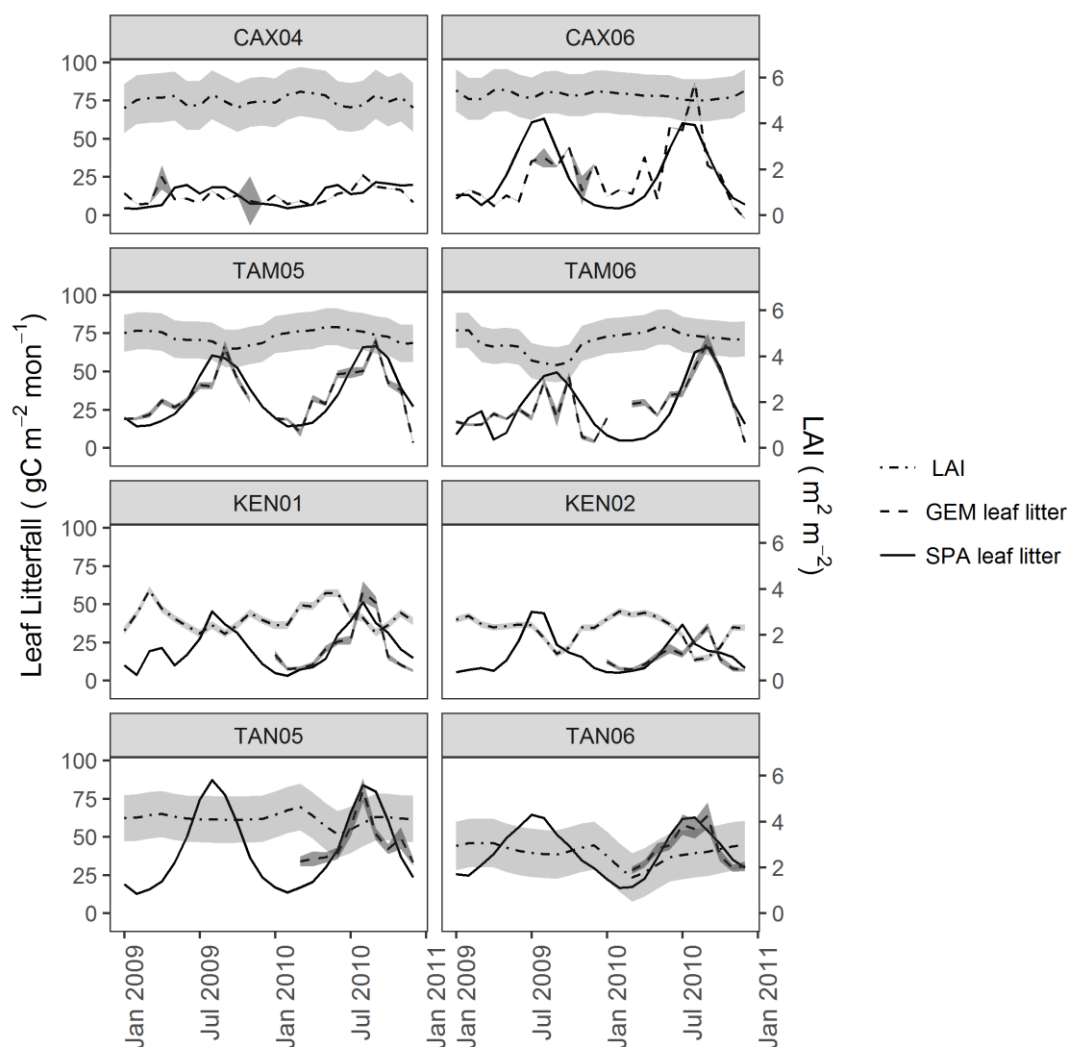 CAX04 CAX06
100
75
50
25
0
6
4
2
0
TAM05 TAM06
100
75
50
25
0
6
4
2
0
KEN01 KEN02
100
75
50
25
0
6
4
2
0
TAN05 TAN06
100
75
50
25
0
6
4
2
0
Jan 2009
Jul 2009
Jan 2010
Jul 2010
Jan 2011
Jan 2009
Jul 2009
Jan 2010
Jul 2010
Jan 2011
Leaf Litterfall ( gC m⁻² mon⁻¹)
LAI ( m² m⁻²)
LAI
GEM leaf litter
SPA leaf litter